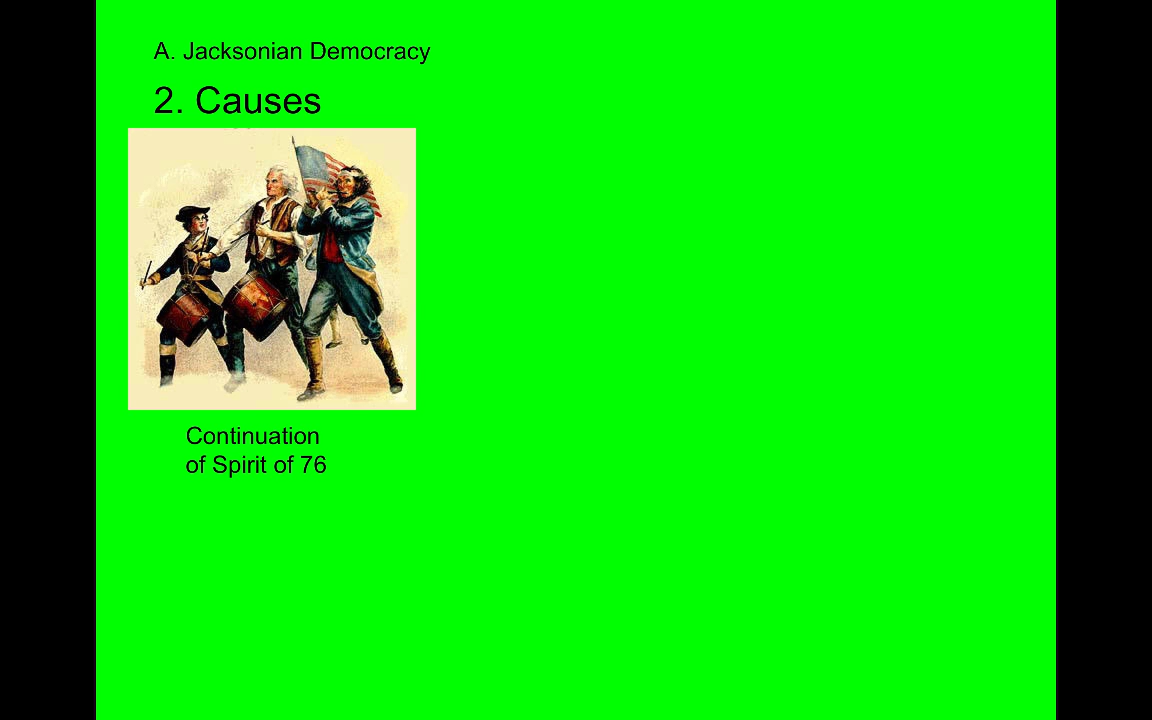 A. Jacksonian Democracy
2. Causes
Continuation
of Spirit of 76